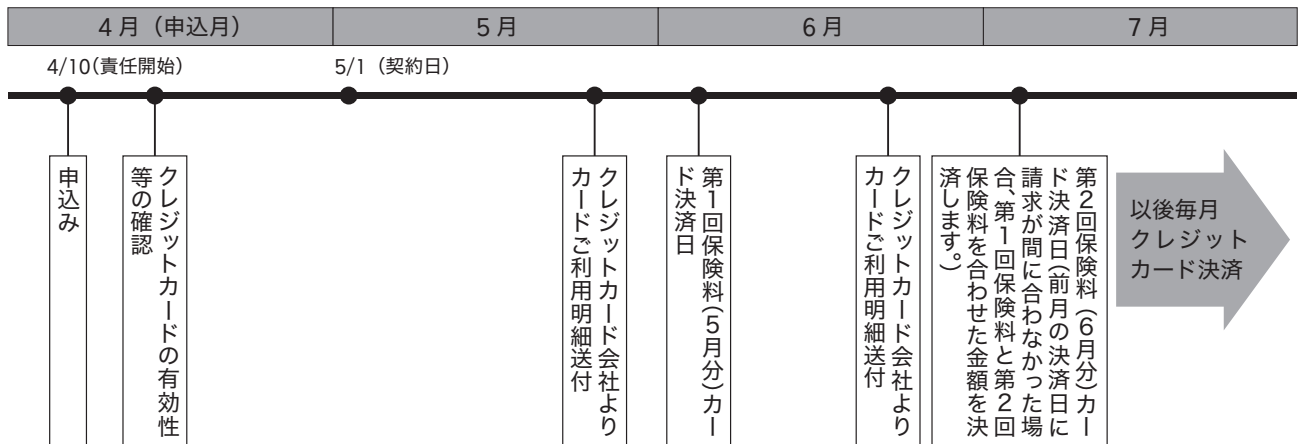 4月（申込月）
5月
6月
7月
4/10(責任開始)
5/1（契約日）
申込み
クレジットカードの有効性
等の確認
クレジットカード会社より
カードご利用明細送付
第1回保険料(5月分)カー
ド決済日
クレジットカード会社より
カードご利用明細送付
第2回保険料（6月分）カー
ド決済日(前月の決済日に
請求が間に合わなかった場
合、第1回保険料と第2回
保険料を合わせた金額を決
済します。)
以後毎月
クレジット
カード決済